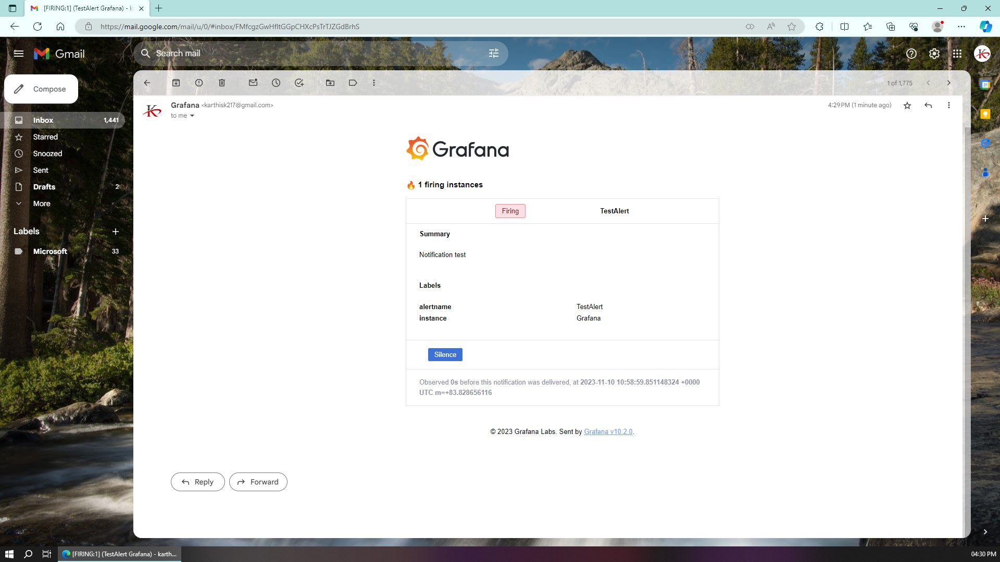 [FIRING:1] (TestAlert Grafana) - ka
https://mail.google.com/mail/u/0/#inbox/FMfcgzGwHfltGGpCHXcPsTrTJZGdBrhS
Gmail
Search mail
Compose
1 of 1,775
Inbox 1,441
Starred
Snoozed
Sent
Drafts 2
More
Labels
Microsoft 33
Grafana <karthisk217@gmail.com>
4:29 PM (1 minute ago)
to me
Grafana
1 firing instances
Firing TestAlert
Summary
Notification test
Labels
alertname TestAlert
instance Grafana
Silence
Observed 0s before this notification was delivered, at 2023-11-10 10:58:59.851148324 +0000
UTC m=+83.828656116
© 2023 Grafana Labs. Sent by Grafana v10.2.0.
Reply
Forward
31
[FIRING:1] (TestAlert Grafana) - karth...
04:30 PM